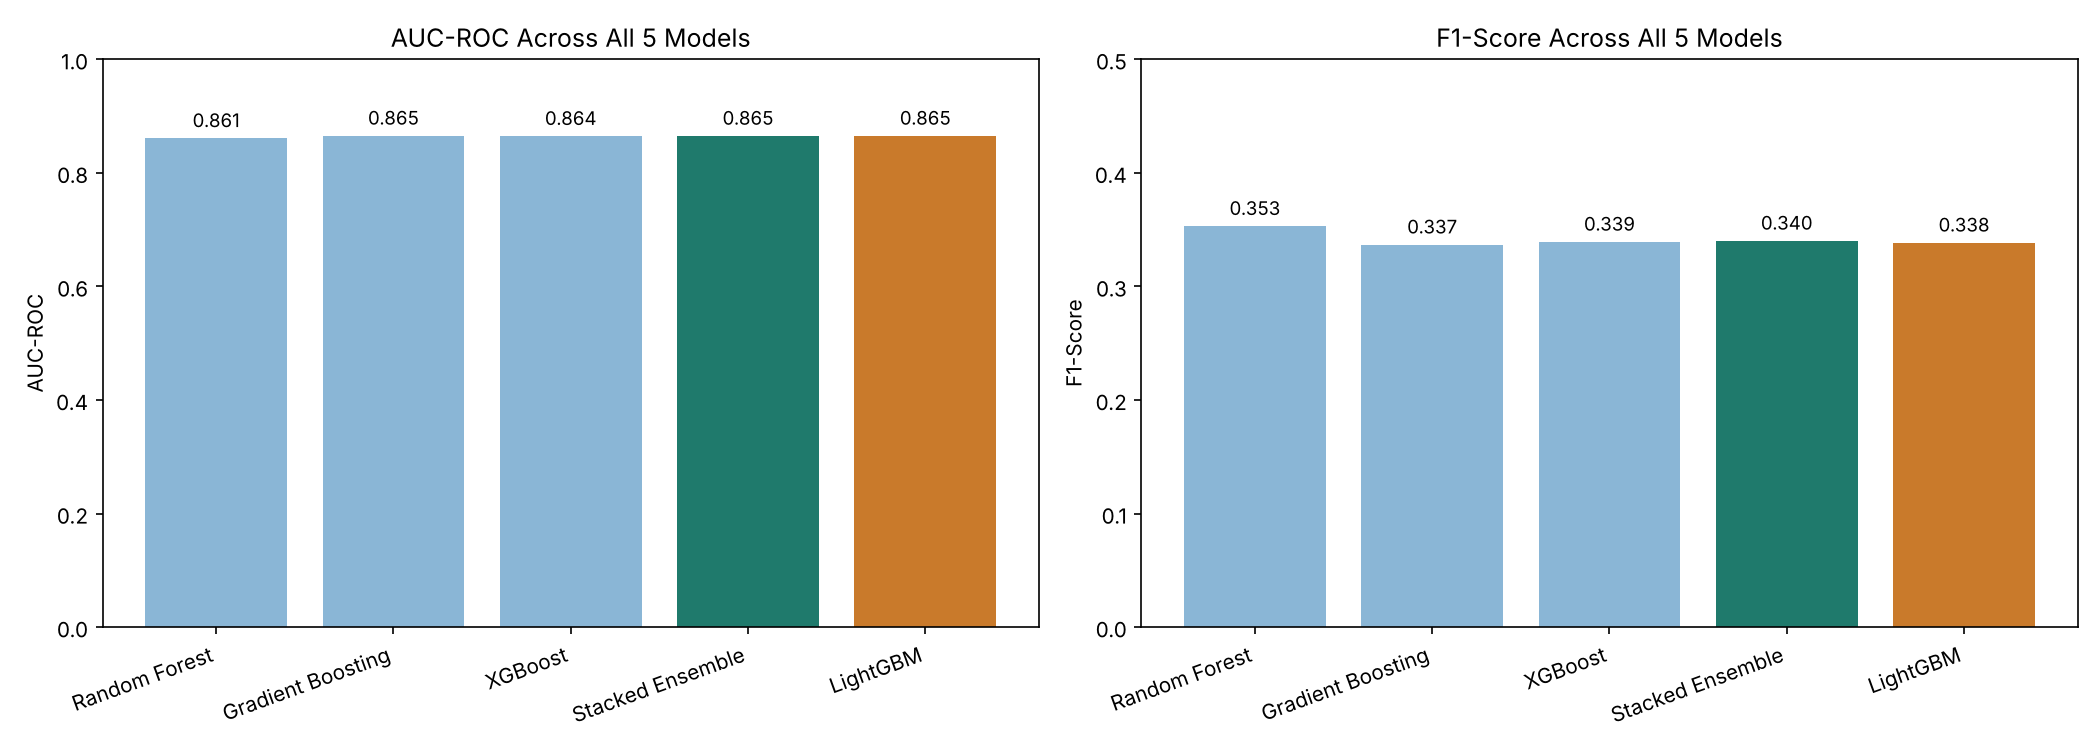 AUC-ROC Across All 5 Models
AUC-ROC
1.0
0.8
0.6
0.4
0.2
0.0
0.861
0.865
0.864
0.865
0.865
Random Forest
Gradient Boosting
XGBoost
Stacked Ensemble
LightGBM
F1-Score Across All 5 Models
F1-Score
0.5
0.4
0.3
0.2
0.1
0.0
0.353
0.337
0.339
0.340
0.338
Random Forest
Gradient Boosting
XGBoost
Stacked Ensemble
LightGBM